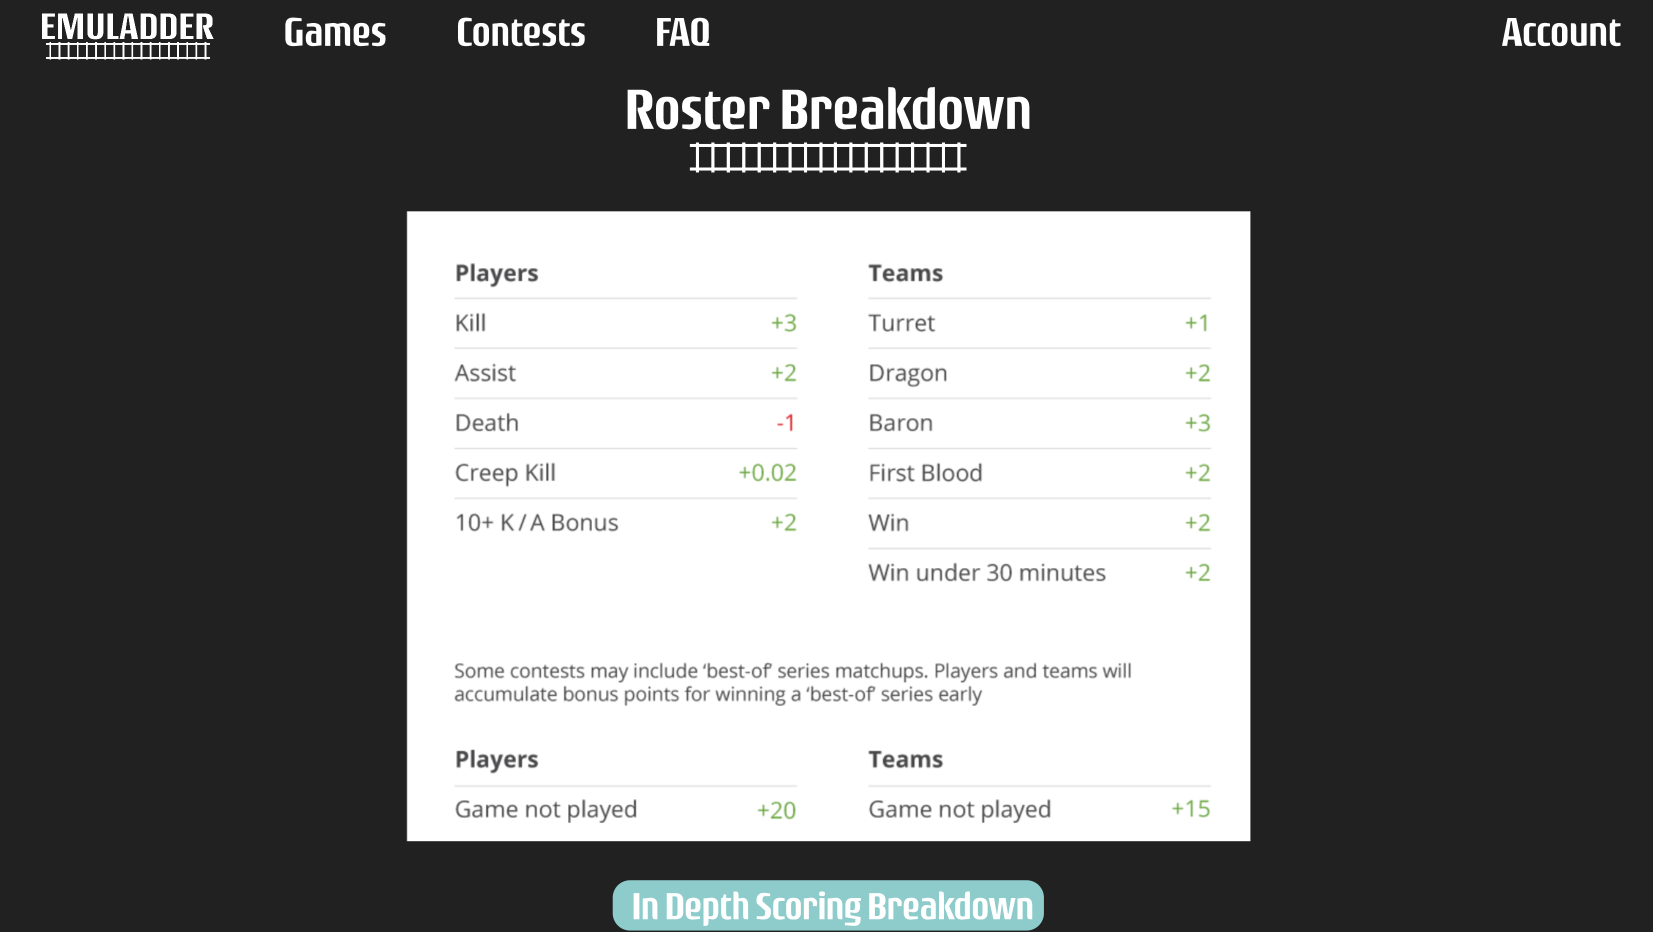 EMULADDER Games Contests FAQ Account
Roster Breakdown
Players
Kill +3
Assist +2
Death -1
Creep Kill +0.02
10+ K / A Bonus +2
Teams
Turret +1
Dragon +2
Baron +3
First Blood +2
Win +2
Win under 30 minutes +2
Some contests may include ‘best-of’ series matchups. Players and teams will
accumulate bonus points for winning a ‘best-of’ series early
Players
Game not played +20
Teams
Game not played +15
In Depth Scoring Breakdown